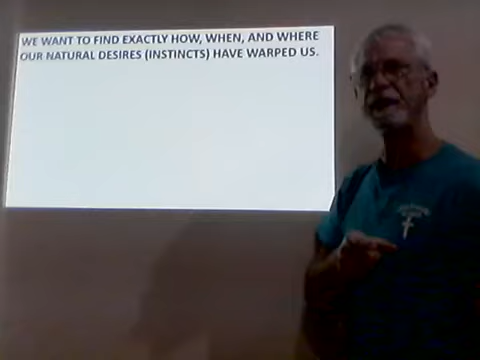 WE WANT TO FIND EXACTLY HOW, WHEN, AND WHERE
OUR NATURAL DESIRES (INSTINCTS) HAVE WARPED US.